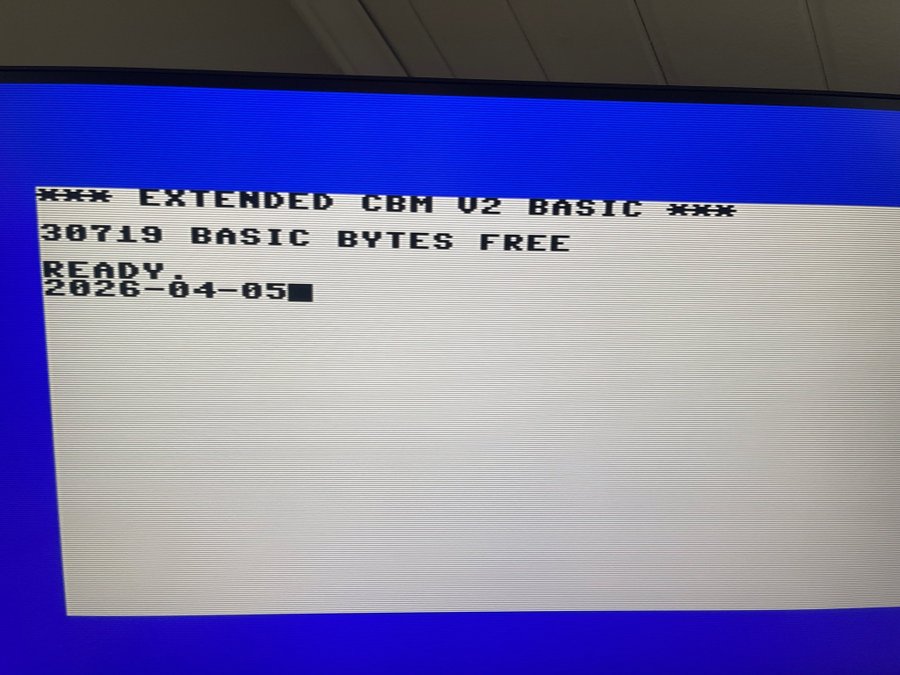 *** EXTENDED CBM V2 BASIC ***
30719 BASIC BYTES FREE
READY.
2026-04-05